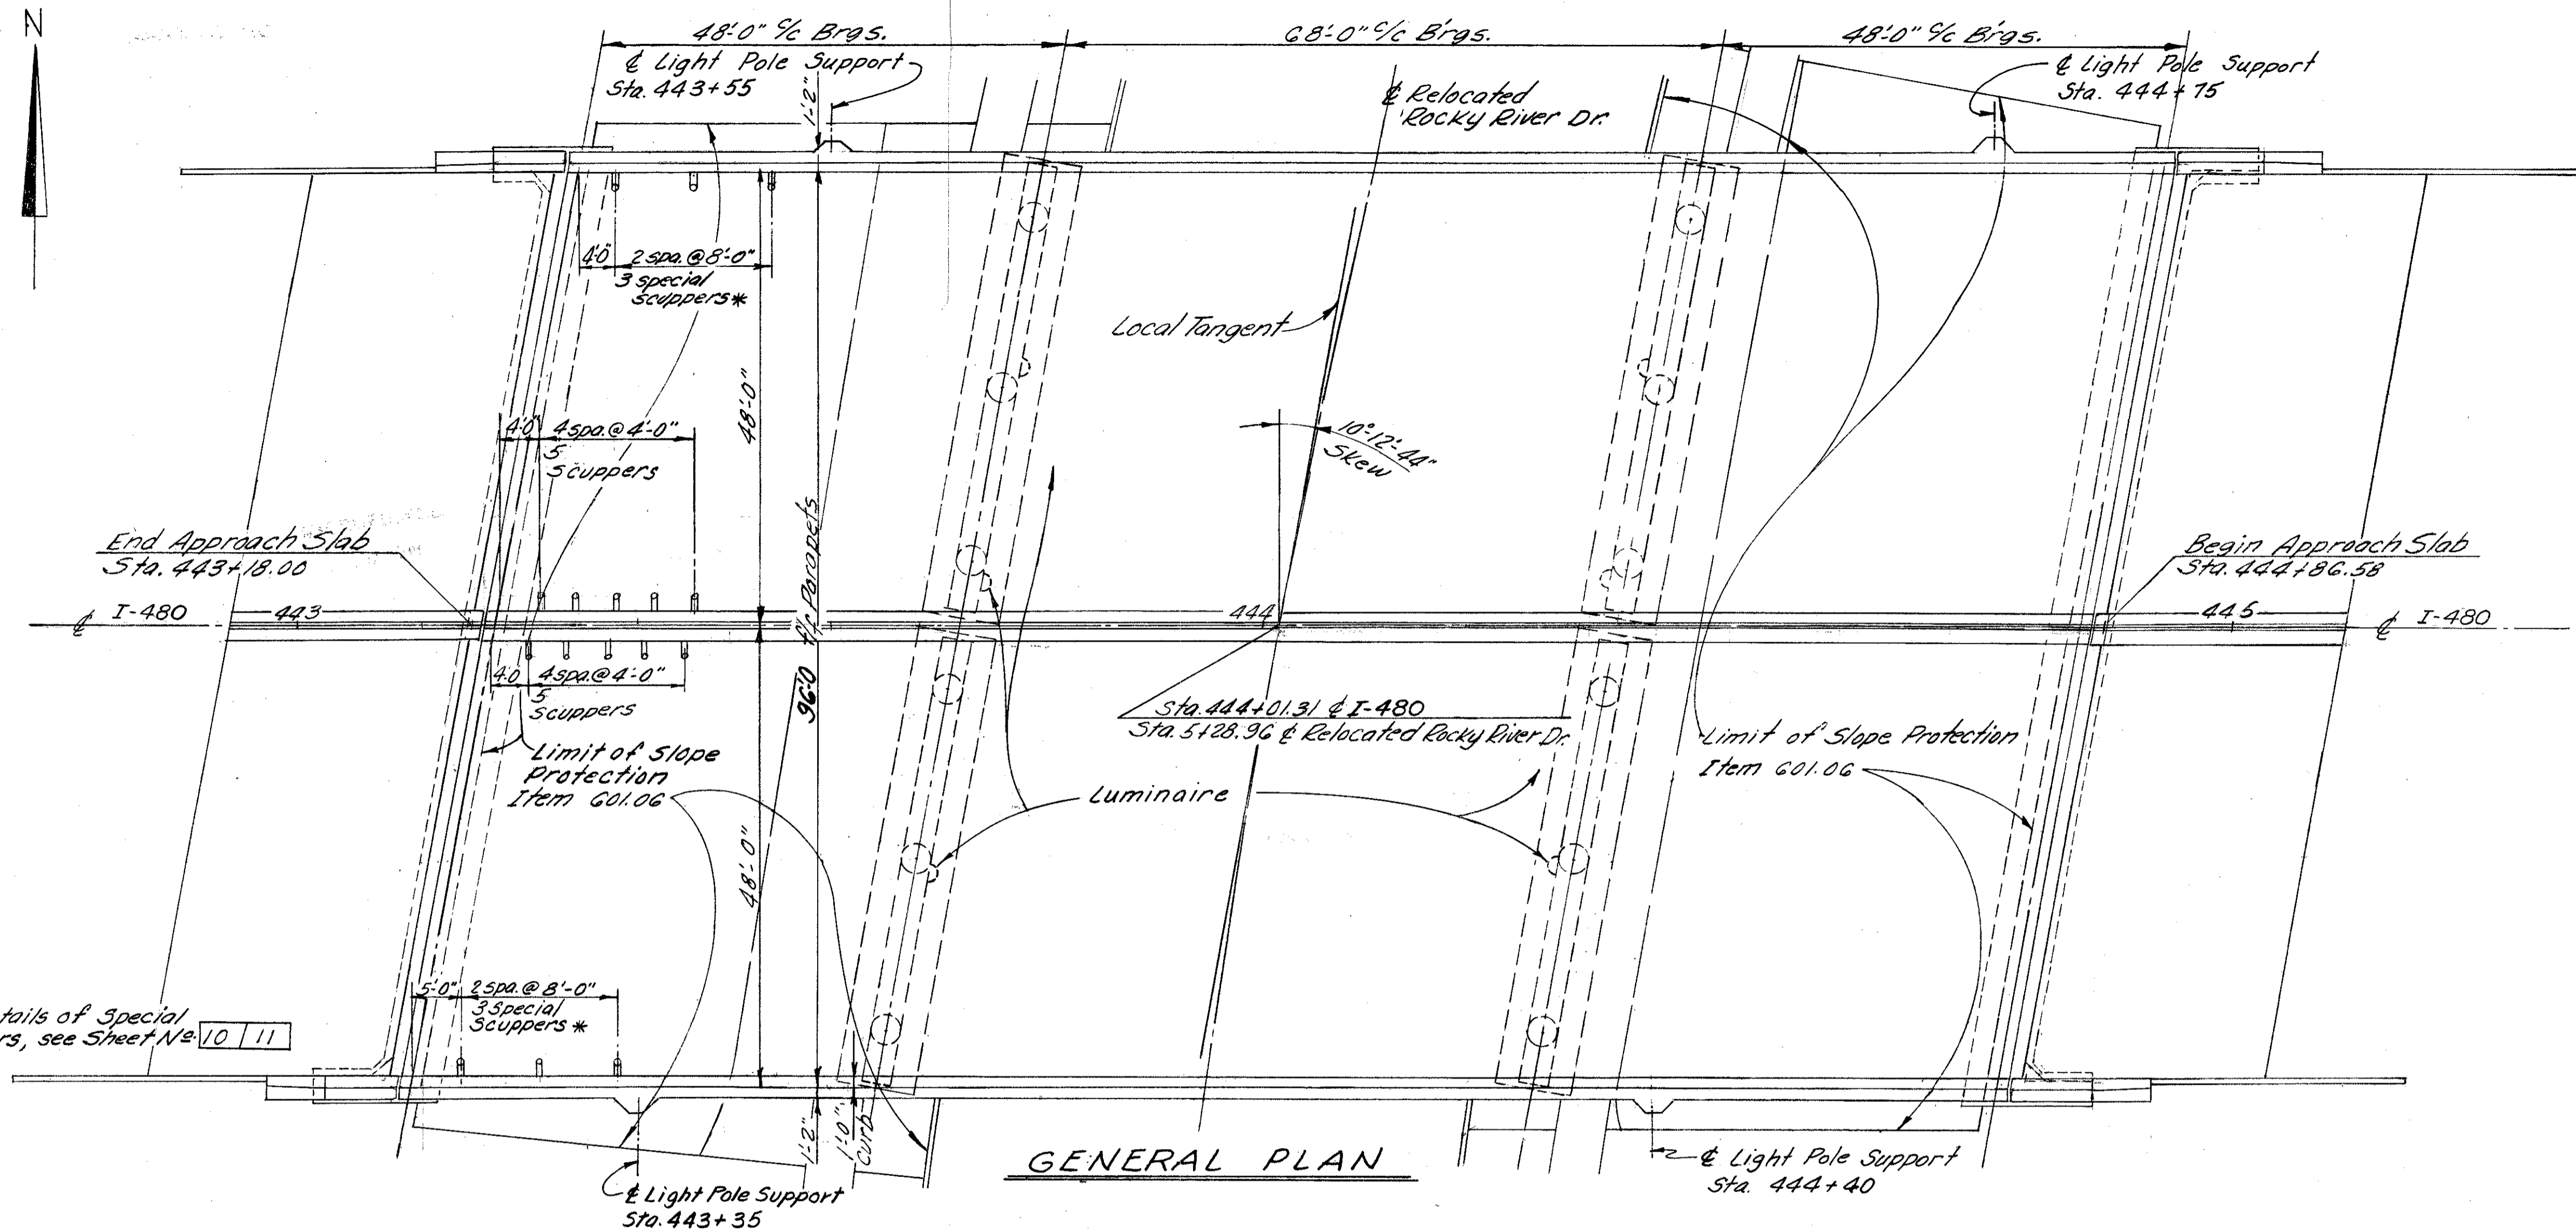 N
48'-0" c/c Brgs.
68'-0" c/c Brgs.
48'-0" c/c Brgs.
℄ Light Pole Support
Sta. 443+55
1'-2"
℄ Relocated
Rocky River Dr.
℄ Light Pole Support
Sta. 444+75
4'-0"
2 spa. @ 8'-0"
3 special
scuppers*
Local Tangent
48'-0"
4'-0"
4 spa. @ 4'-0"
5
Scuppers
10°-12'-44"
Skew
96'-0 f/c Parapets
End Approach Slab
Sta. 443+18.00
Begin Approach Slab
Sta. 444+86.58
℄ I-480
443
444
445
℄ I-480
4'-0
4 spa. @ 4'-0"
5
Scuppers
Sta. 444+01.31 ℄ I-480
Sta. 5+28.96 ℄ Relocated Rocky River Dr.
Limit of Slope
Protection
Item 601.06
Limit of Slope Protection
Item 601.06
Luminaire
48'-0"
5'-0"
2 spa. @ 8'-0"
3 Special
Scuppers *
tails of Special
rs, see Sheet No. 10 / 11
1'-2"
1'-0"
Curb
GENERAL PLAN
℄ Light Pole Support
Sta. 443+35
℄ Light Pole Support
Sta. 444+40